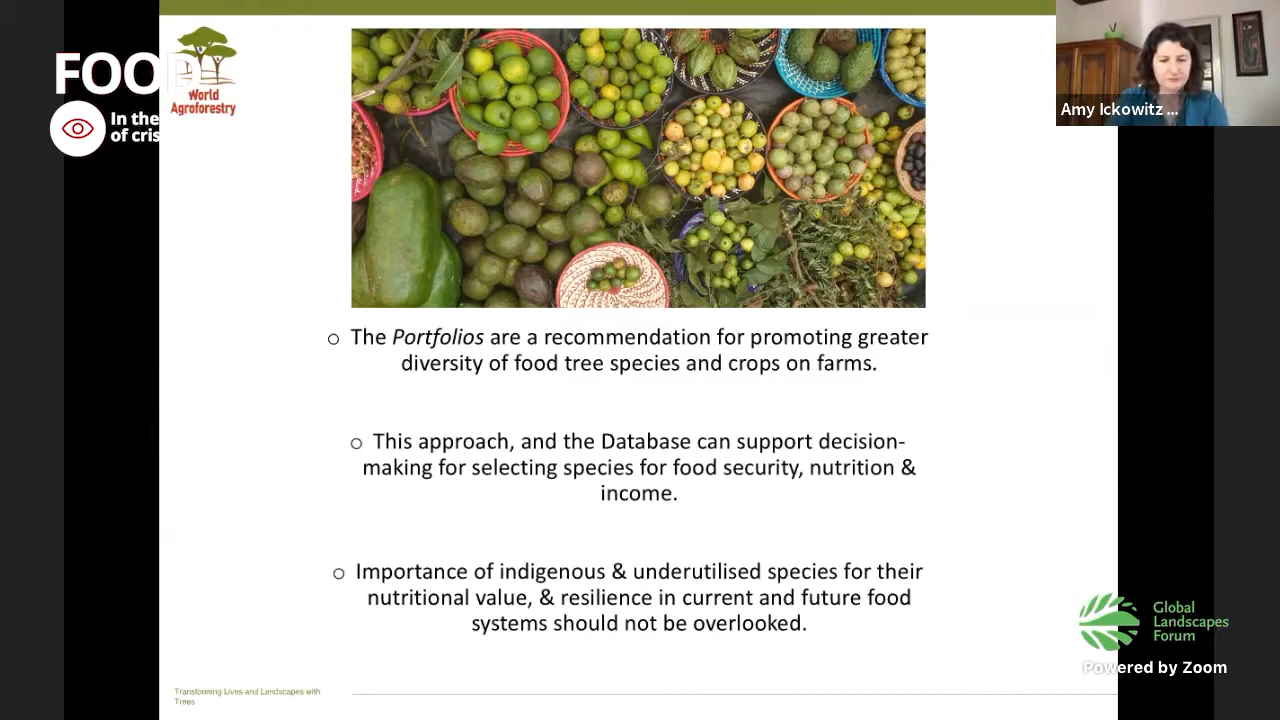 FOO
In the
of cris
World
Agroforestry
Amy Ickowitz ...
o The Portfolios are a recommendation for promoting greater
diversity of food tree species and crops on farms.
o This approach, and the Database can support decision-
making for selecting species for food security, nutrition &
income.
o Importance of indigenous & underutilised species for their
nutritional value, & resilience in current and future food
systems should not be overlooked.
Global
Landscapes
Forum
Powered by Zoom
Transforming Lives and Landscapes with
Trees